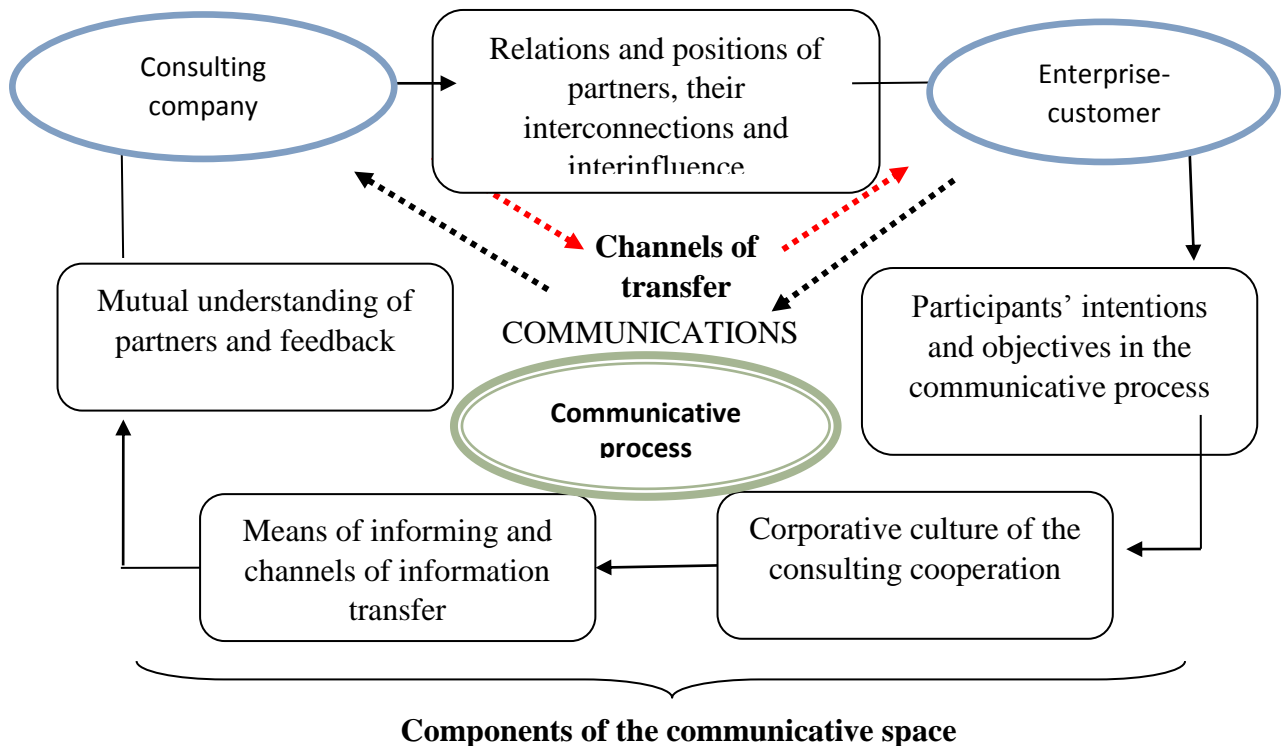 Consulting
company
Relations and positions of
partners, their
interconnections and
interinfluence
Enterprise-
customer
Channels of
transfer
COMMUNICATIONS
Mutual understanding of
partners and feedback
Participants’ intentions
and objectives in the
communicative process
Communicative
process
Means of informing and
channels of information
transfer
Corporative culture of the
consulting cooperation
Components of the communicative space